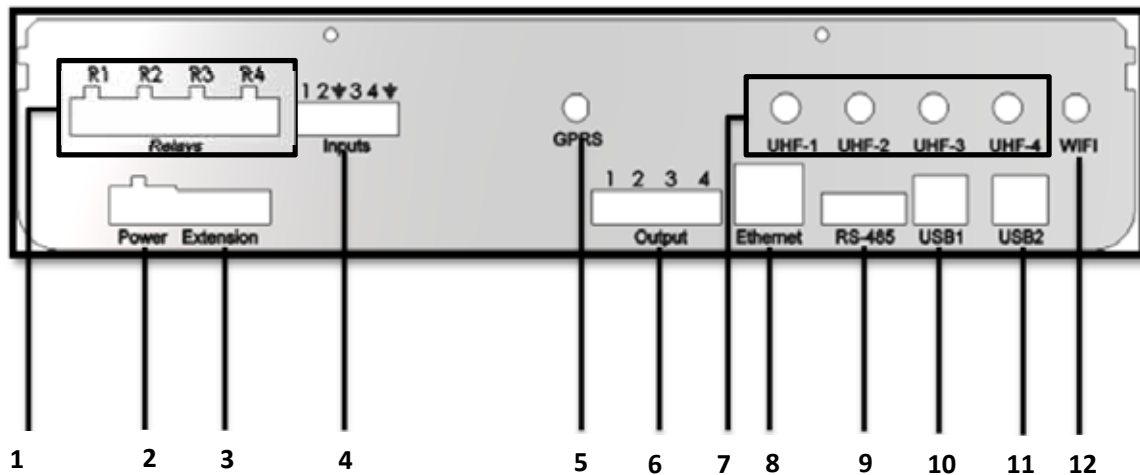 R1 R2 R3 R4
1 2 ⏚ 3 4 ⏚
Relays
Inputs
GPRS
UHF-1 UHF-2 UHF-3 UHF-4 WIFI
1 2 3 4
Power Extension
Output
Ethernet
RS-485
USB1
USB2
1 2 3 4 5 6 7 8 9 10 11 12